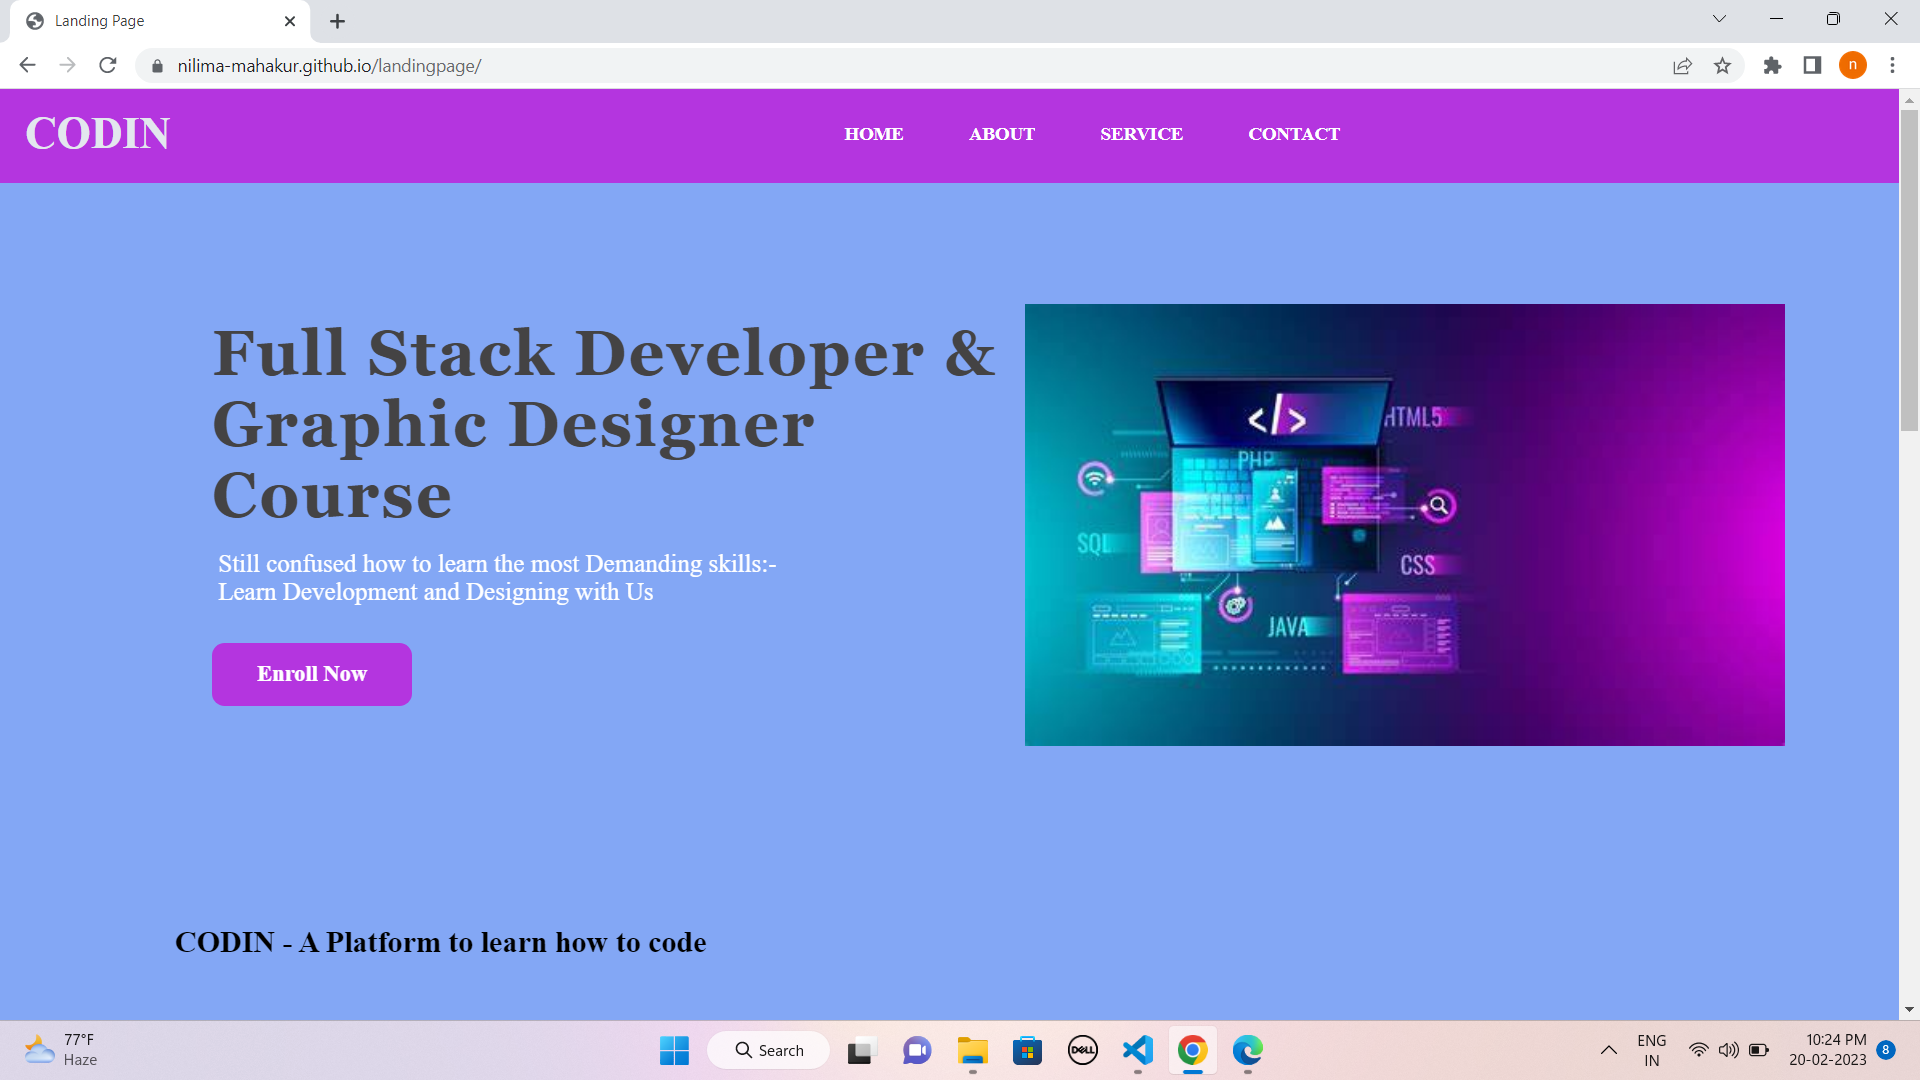 Landing Page
nilima-mahakur.github.io/landingpage/
n
CODIN
HOME
ABOUT
SERVICE
CONTACT
Full Stack Developer &
Graphic Designer
Course
Still confused how to learn the most Demanding skills:-
Learn Development and Designing with Us
Enroll Now
</>
HTML5
PHP
SQL
CSS
JAVA
CODIN - A Platform to learn how to code
77°F
Haze
Search
DELL
ENG
IN
10:24 PM
20-02-2023
8